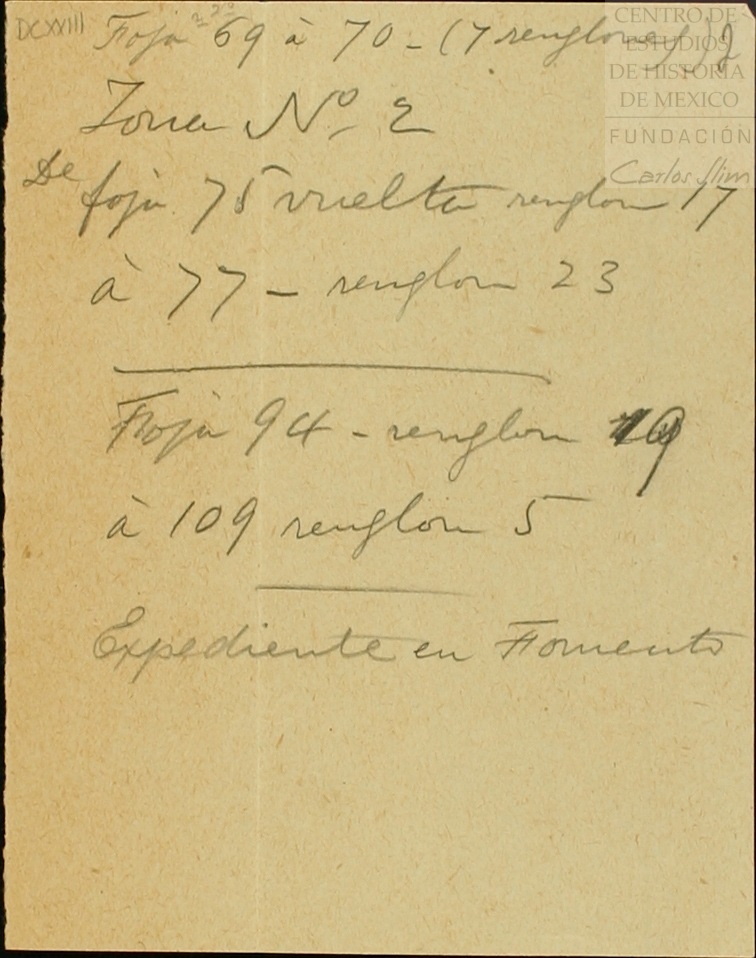 DCXXIII
Foja 69 à 70 - (7 renglones)
Zona Nº 2
De foja 75 vuelta renglon 17
à 77 - renglon 23
Foja 94 - renglon 19
à 109 renglon 5
Expediente en Fomento
CENTRO DE
ESTUDIOS
DE HISTORIA
DE MEXICO
FUNDACIÓN
Carlos Slim